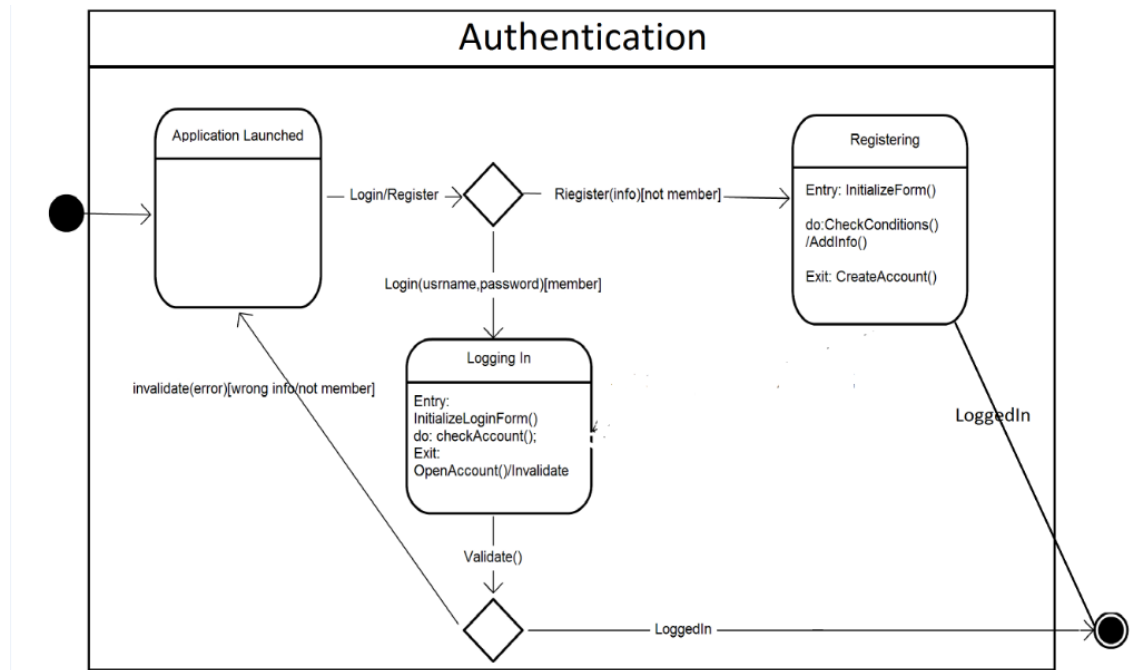 Authentication
Application Launched
Login/Register
Riegister(info)[not member]
Registering
Entry: InitializeForm()
do:CheckConditions()
/AddInfo()
Exit: CreateAccount()
Login(usrname,password)[member]
Logging In
Entry:
InitializeLoginForm()
do: checkAccount();
Exit:
OpenAccount()/Invalidate
invalidate(error)[wrong info/not member]
LoggedIn
Validate()
LoggedIn